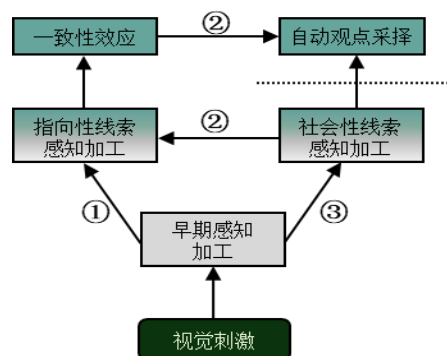 一致性效应
②
自动观点采择
指向性线索
感知加工
②
社会性线索
感知加工
①
③
早期感知
加工
视觉刺激